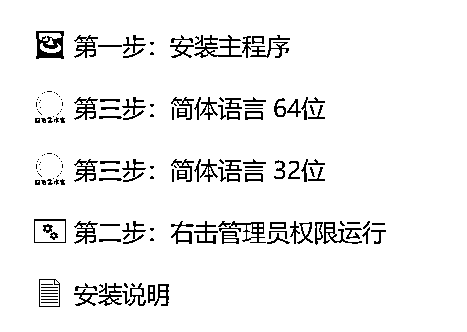 第一步：安装主程序
第三步：简体语言 64位
第三步：简体语言 32位
第二步：右击管理员权限运行
安装说明